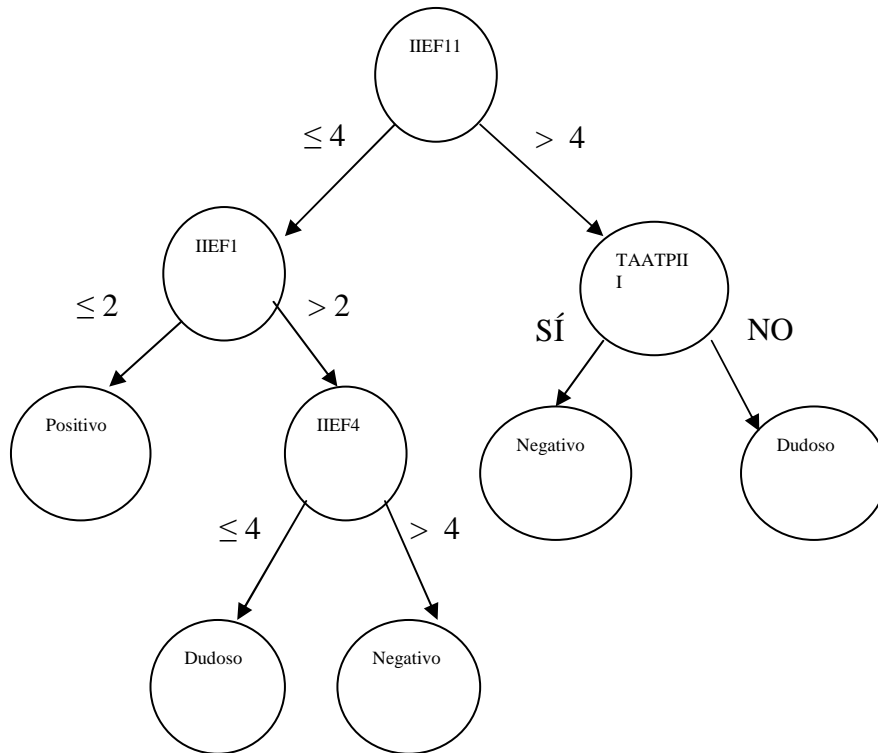 IIEF11
≤ 4
> 4
IIEF1
TAATPII
I
≤ 2
> 2
SÍ
NO
Positivo
IIEF4
Negativo
Dudoso
≤ 4
> 4
Dudoso
Negativo